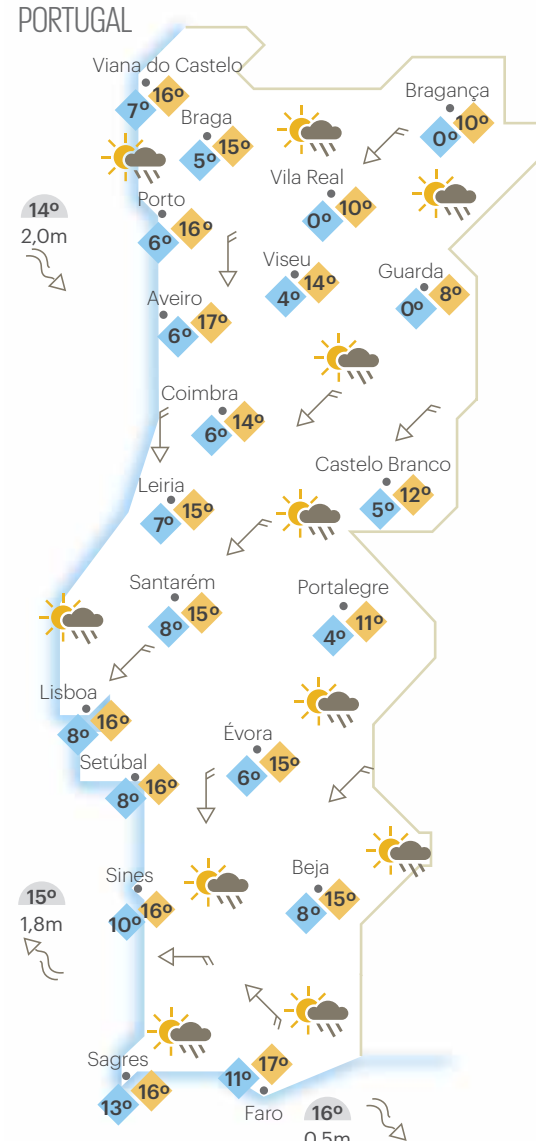 PORTUGAL
Viana do Castelo
7º 16º
Bragança
0º 10º
Braga
5º 15º
Vila Real
0º 10º
14º
2,0m
Porto
6º 16º
Viseu
4º 14º
Guarda
0º 8º
Aveiro
6º 17º
Coimbra
6º 14º
Castelo Branco
5º 12º
Leiria
7º 15º
Santarém
8º 15º
Portalegre
4º 11º
Lisboa
8º 16º
Évora
6º 15º
Setúbal
8º 16º
Sines
10º 16º
Beja
8º 15º
15º
1,8m
Sagres
13º 16º
11º 17º
Faro
16º
0,5m